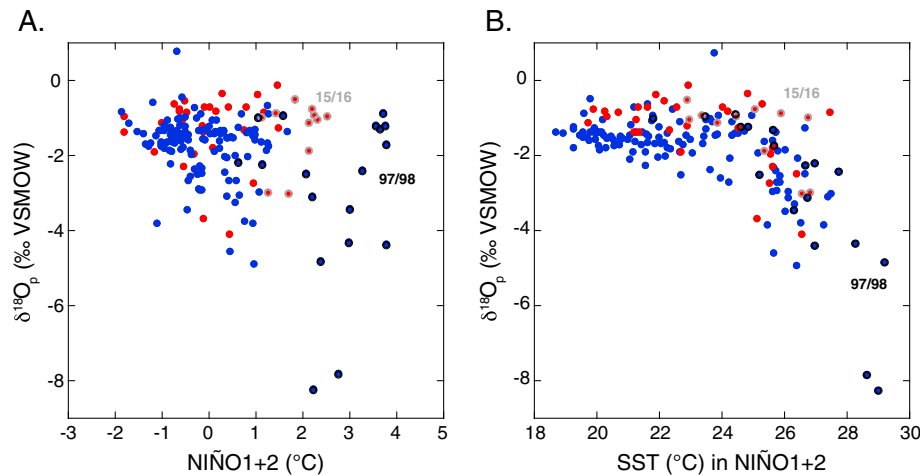 A.
0
-2
-4
-6
-8
δ¹⁸Oₚ (‰ VSMOW)
15/16
97/98
-3 -2 -1 0 1 2 3 4 5
NIÑO1+2 (°C)
B.
0
-2
-4
-6
-8
δ¹⁸Oₚ (‰ VSMOW)
15/16
97/98
18 20 22 24 26 28 30
SST (°C) in NIÑO1+2